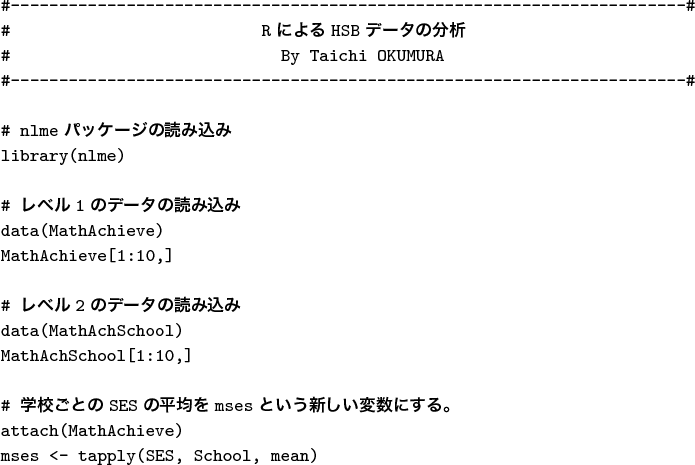 #----------------------------------------------------------------------#
# R による HSB データの分析
# By Taichi OKUMURA
#----------------------------------------------------------------------#
# nlme パッケージの読み込み
library(nlme)
# レベル 1 のデータの読み込み
data(MathAchieve)
MathAchieve[1:10,]
# レベル 2 のデータの読み込み
data(MathAchSchool)
MathAchSchool[1:10,]
# 学校ごとの SES の平均を mses という新しい変数にする。
attach(MathAchieve)
mses <- tapply(SES, School, mean)